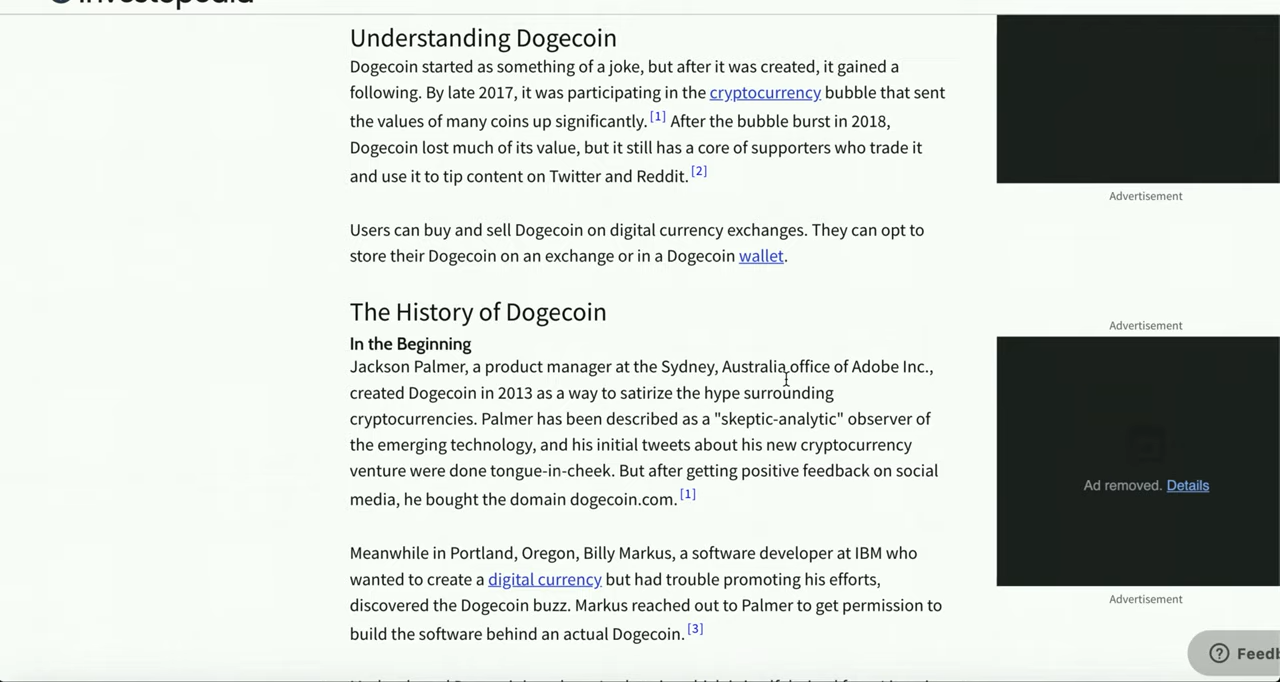 Investopedia
Understanding Dogecoin
Dogecoin started as something of a joke, but after it was created, it gained a
following. By late 2017, it was participating in the cryptocurrency bubble that sent
the values of many coins up significantly. [1] After the bubble burst in 2018,
Dogecoin lost much of its value, but it still has a core of supporters who trade it
and use it to tip content on Twitter and Reddit. [2]
Advertisement
Users can buy and sell Dogecoin on digital currency exchanges. They can opt to
store their Dogecoin on an exchange or in a Dogecoin wallet.
The History of Dogecoin
Advertisement
In the Beginning
Jackson Palmer, a product manager at the Sydney, Australia office of Adobe Inc.,
created Dogecoin in 2013 as a way to satirize the hype surrounding
cryptocurrencies. Palmer has been described as a "skeptic-analytic" observer of
the emerging technology, and his initial tweets about his new cryptocurrency
venture were done tongue-in-cheek. But after getting positive feedback on social
media, he bought the domain dogecoin.com. [1]
Ad removed. Details
Meanwhile in Portland, Oregon, Billy Markus, a software developer at IBM who
wanted to create a digital currency but had trouble promoting his efforts,
discovered the Dogecoin buzz. Markus reached out to Palmer to get permission to
build the software behind an actual Dogecoin. [3]
Advertisement
Feedb